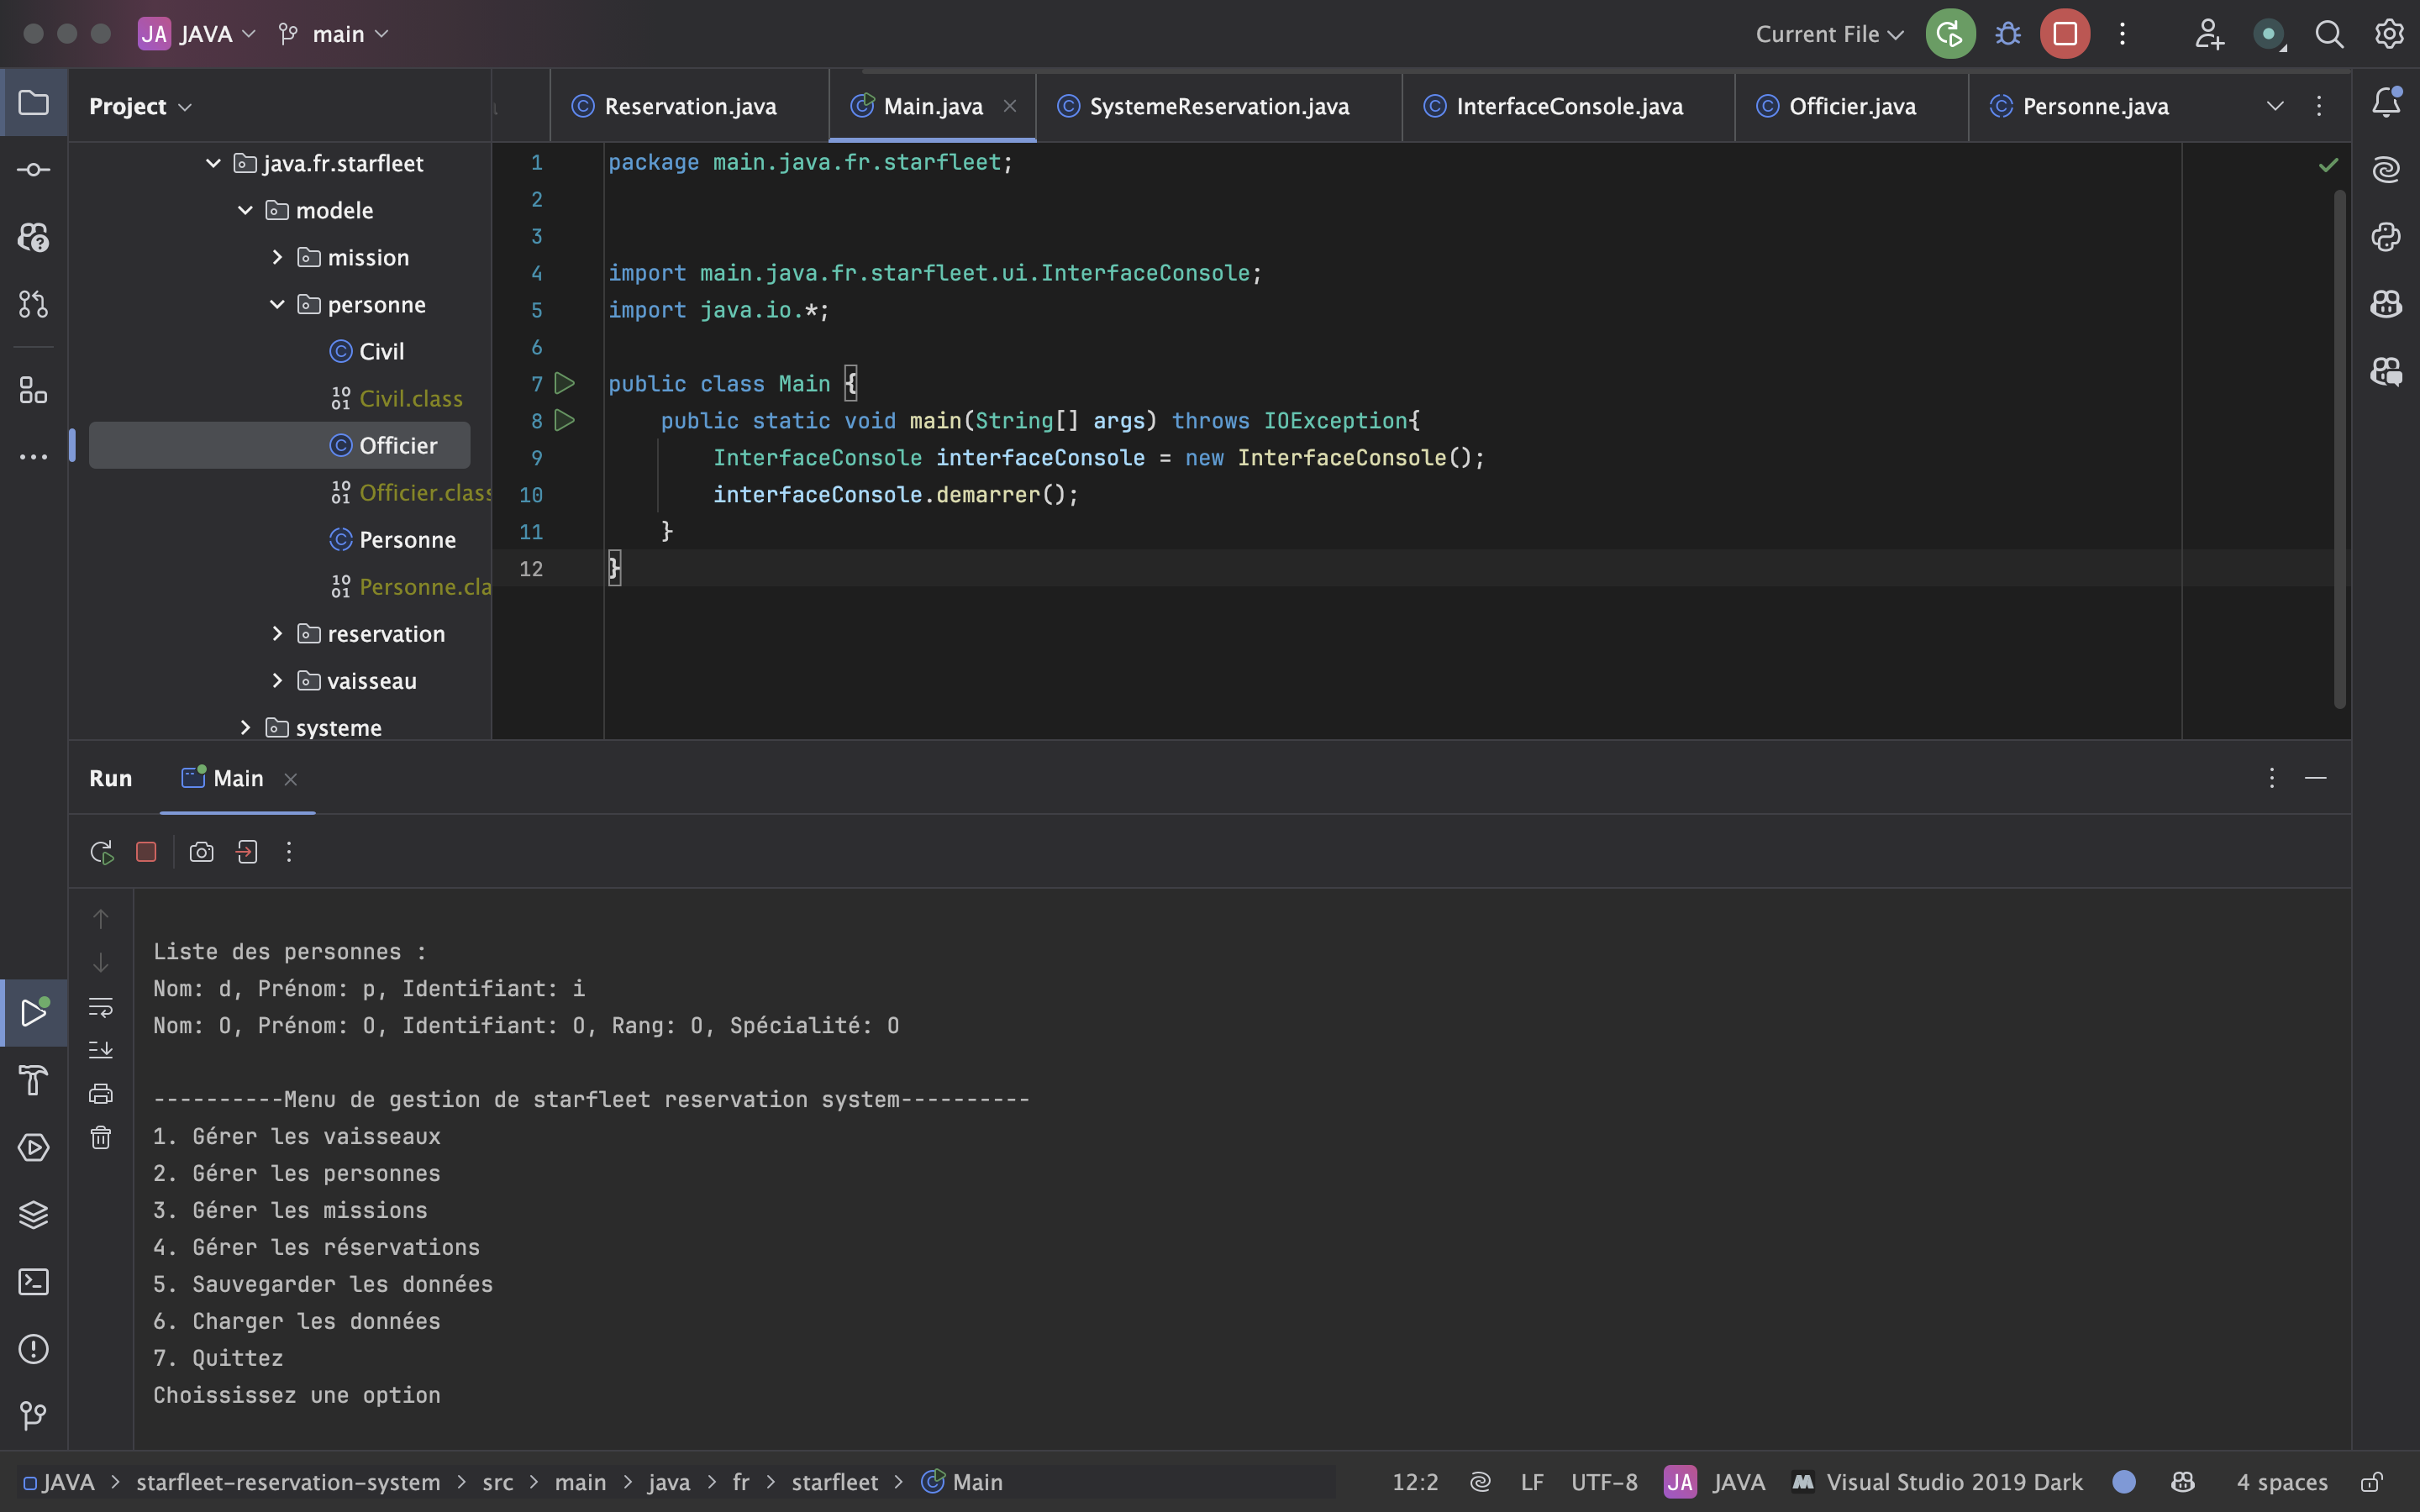 JA JAVA main Current File
Project
Reservation.java Main.java SystemeReservation.java InterfaceConsole.java Officier.java Personne.java
java.fr.starfleet
modele
mission
personne
Civil
Civil.class
Officier
Officier.class
Personne
Personne.cla
reservation
vaisseau
systeme
1 package main.java.fr.starfleet;
2
3
4 import main.java.fr.starfleet.ui.InterfaceConsole;
5 import java.io.*;
6
7 public class Main {
8 public static void main(String[] args) throws IOException{
9 InterfaceConsole interfaceConsole = new InterfaceConsole();
10 interfaceConsole.demarrer();
11 }
12 }
Run Main
Liste des personnes :
Nom: d, Prénom: p, Identifiant: i
Nom: O, Prénom: O, Identifiant: O, Rang: O, Spécialité: O
----------Menu de gestion de starfleet reservation system----------
1. Gérer les vaisseaux
2. Gérer les personnes
3. Gérer les missions
4. Gérer les réservations
5. Sauvegarder les données
6. Charger les données
7. Quittez
Choississez une option
JAVA > starfleet-reservation-system > src > main > java > fr > starfleet > Main 12:2 LF UTF-8 JA JAVA Visual Studio 2019 Dark 4 spaces